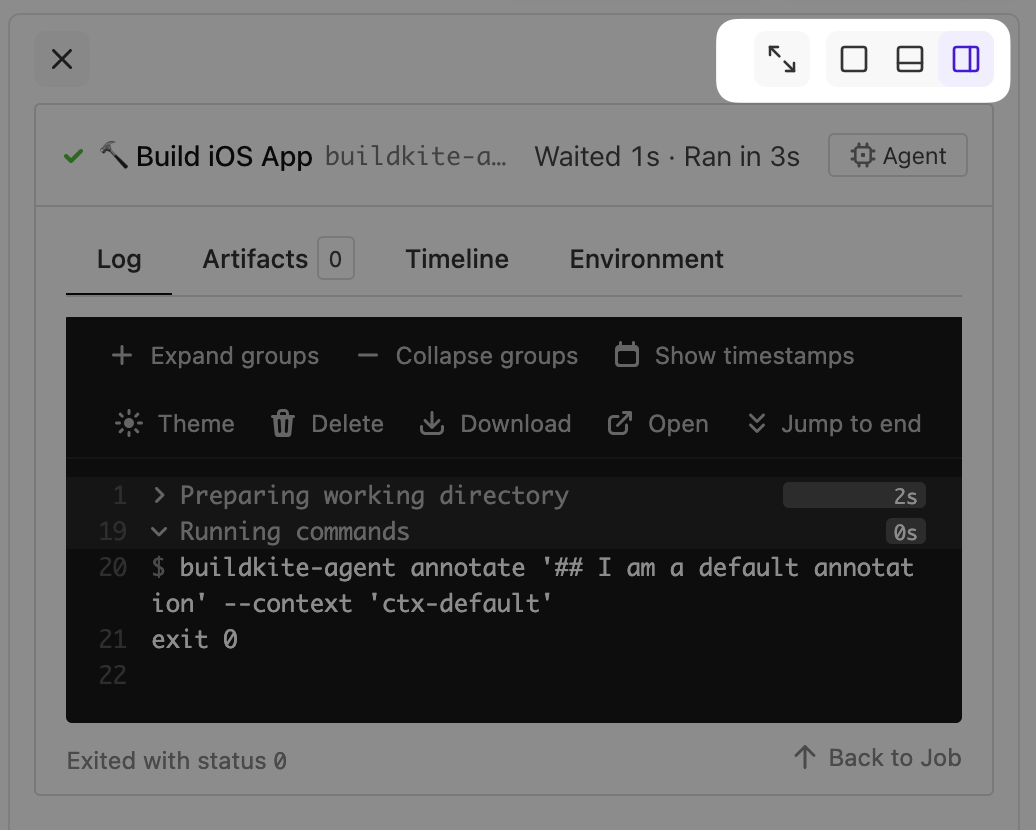 Build iOS App buildkite-a… Waited 1s · Ran in 3s Agent
Log Artifacts 0 Timeline Environment
Expand groups Collapse groups Show timestamps
Theme Delete Download Open Jump to end
1 Preparing working directory 2s
19 Running commands 0s
20 $ buildkite-agent annotate '## I am a default annotat
ion' --context 'ctx-default'
21 exit 0
22
Exited with status 0 Back to Job